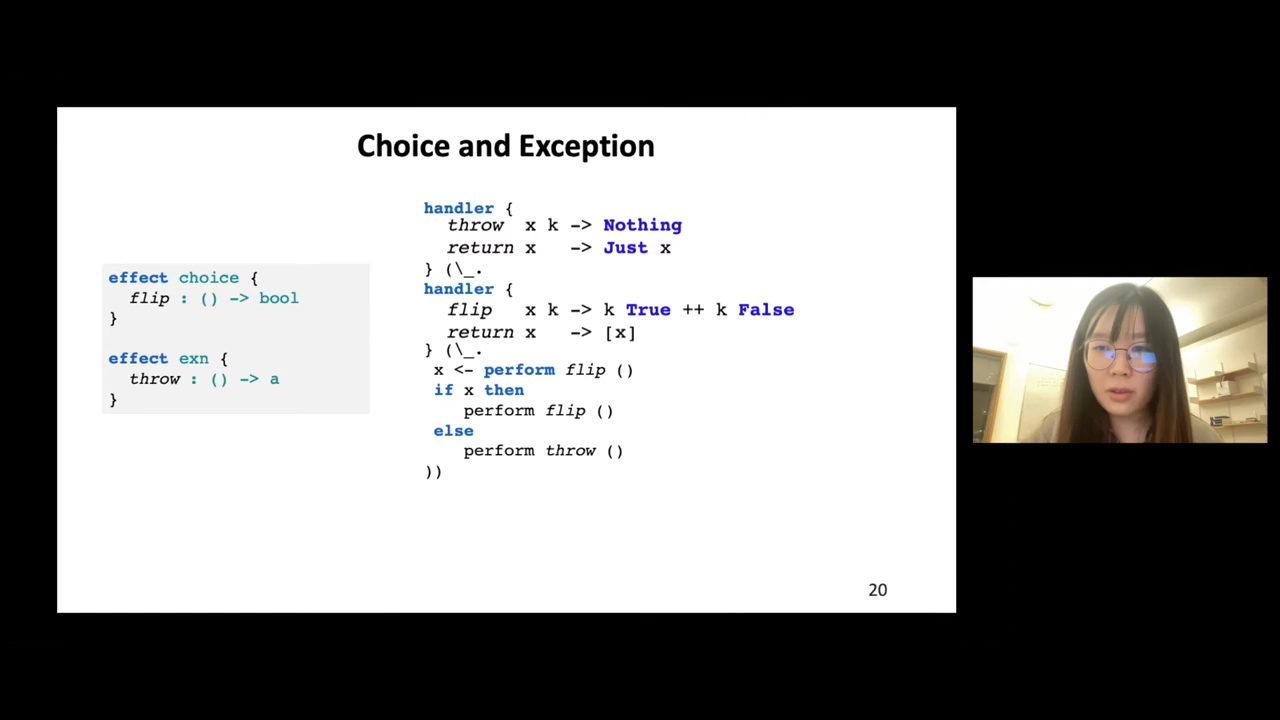 Choice and Exception
effect choice {
flip : () -> bool
}
effect exn {
throw : () -> a
}
handler {
throw x k -> Nothing
return x -> Just x
} (\_.
handler {
flip x k -> k True ++ k False
return x -> [x]
} (\_.
x <- perform flip ()
if x then
perform flip ()
else
perform throw ()
))
20